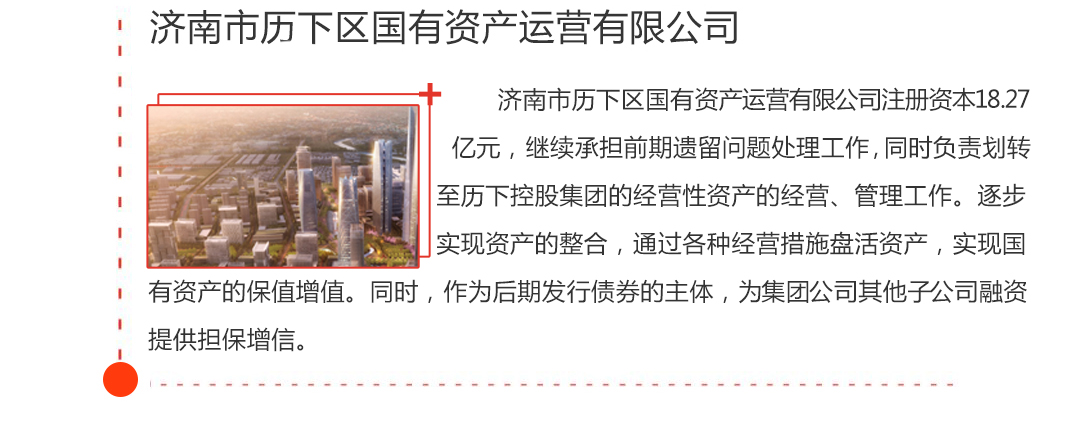 济南市历下区国有资产运营有限公司
济南市历下区国有资产运营有限公司注册资本18.27
亿元，继续承担前期遗留问题处理工作，同时负责划转
至历下控股集团的经营性资产的经营、管理工作。逐步
实现资产的整合，通过各种经营措施盘活资产，实现国
有资产的保值增值。同时，作为后期发行债券的主体，为集团公司其他子公司融资
提供担保增信。